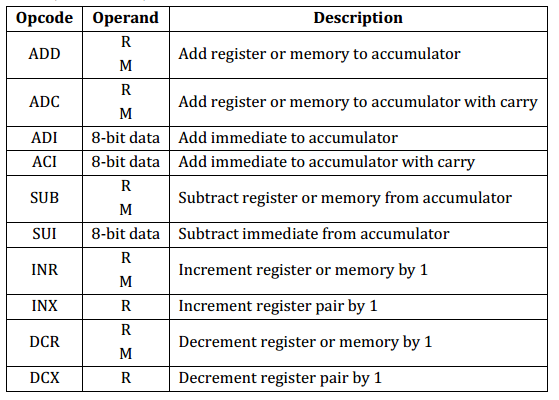 Opcode Operand Description
ADD R M Add register or memory to accumulator
ADC R M Add register or memory to accumulator with carry
ADI 8-bit data Add immediate to accumulator
ACI 8-bit data Add immediate to accumulator with carry
SUB R M Subtract register or memory from accumulator
SUI 8-bit data Subtract immediate from accumulator
INR R M Increment register or memory by 1
INX R Increment register pair by 1
DCR R M Decrement register or memory by 1
DCX R Decrement register pair by 1